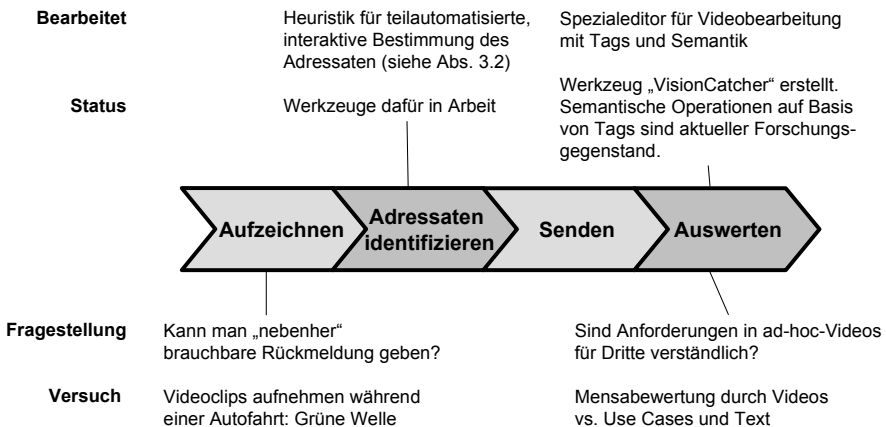 Bearbeitet
Heuristik für teilautomatisierte,
interaktive Bestimmung des
Adressaten (siehe Abs. 3.2)
Spezialeditor für Videobearbeitung
mit Tags und Semantik
Status
Werkzeuge dafür in Arbeit
Werkzeug „VisionCatcher“ erstellt.
Semantische Operationen auf Basis
von Tags sind aktueller Forschungs-
gegenstand.
Aufzeichnen
Adressaten
identifizieren
Senden
Auswerten
Fragestellung
Kann man „nebenher“
brauchbare Rückmeldung geben?
Sind Anforderungen in ad-hoc-Videos
für Dritte verständlich?
Versuch
Videoclips aufnehmen während
einer Autofahrt: Grüne Welle
Mensabewertung durch Videos
vs. Use Cases und Text